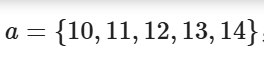 a = {10, 11, 12, 13, 14};